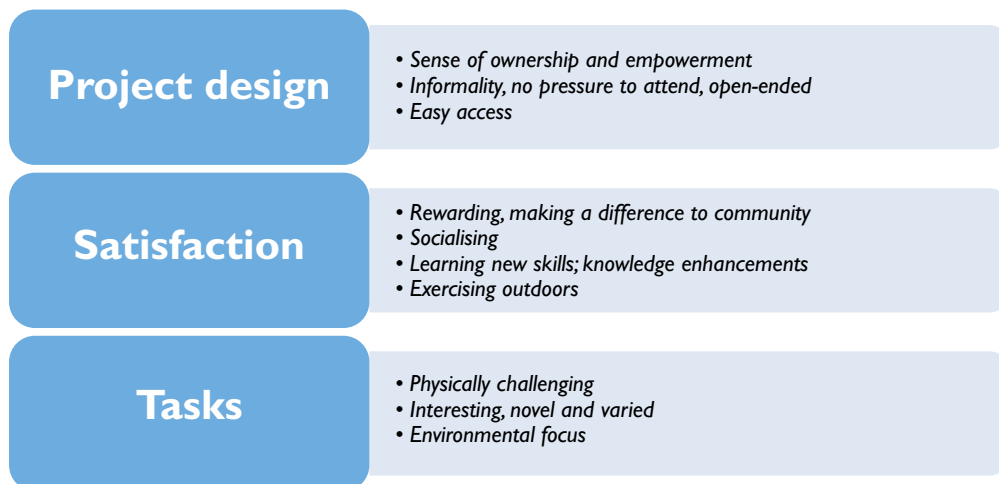 Project design
• Sense of ownership and empowerment
• Informality, no pressure to attend, open-ended
• Easy access
Satisfaction
• Rewarding, making a difference to community
• Socialising
• Learning new skills; knowledge enhancements
• Exercising outdoors
Tasks
• Physically challenging
• Interesting, novel and varied
• Environmental focus